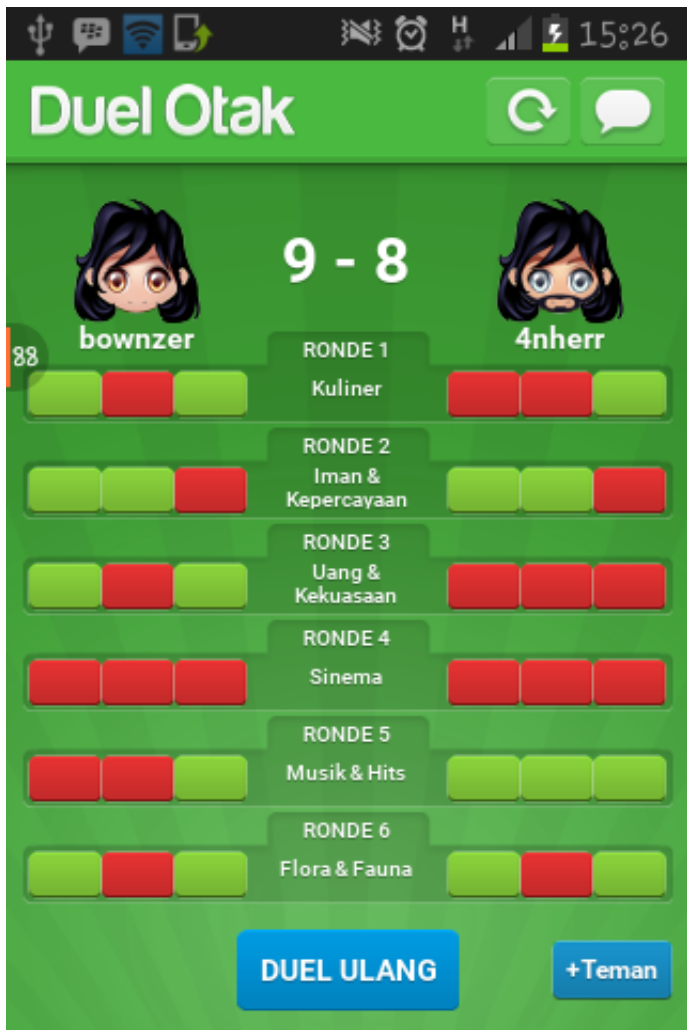 H 15:26
Duel Otak
9 - 8
bownzer
4nherr
88
RONDE 1
Kuliner
RONDE 2
Iman &
Kepercayaan
RONDE 3
Uang &
Kekuasaan
RONDE 4
Sinema
RONDE 5
Musik & Hits
RONDE 6
Flora & Fauna
DUEL ULANG
+Teman